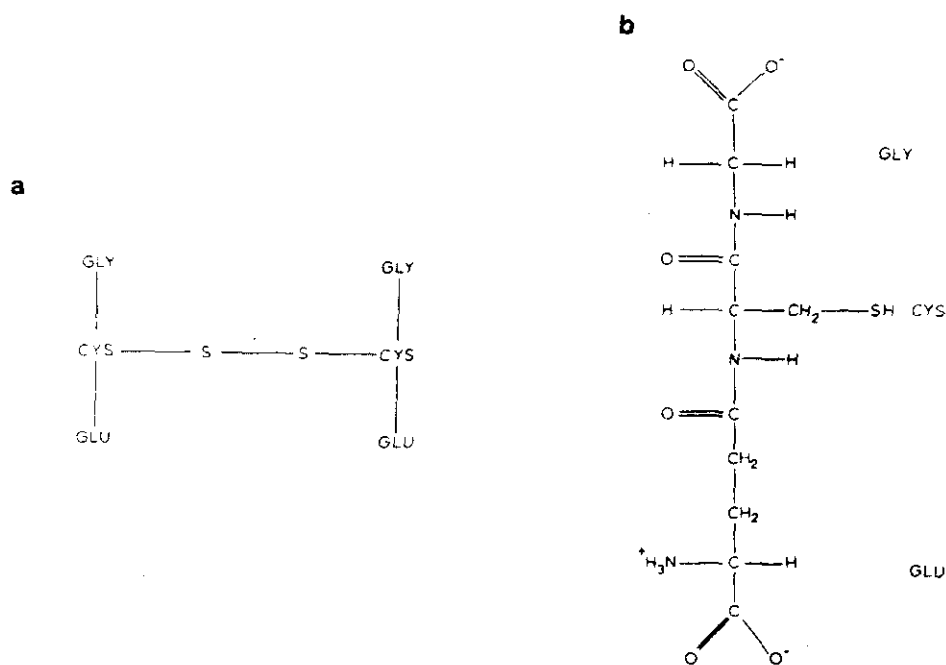 a
GLY GLY
CYS S S CYS
GLU GLU
b
O O⁻
C
H C H GLY
N H
O C
H C CH₂ SH CYS
N H
O C
CH₂
CH₂
⁺H₃N C H GLU
C
O O⁻